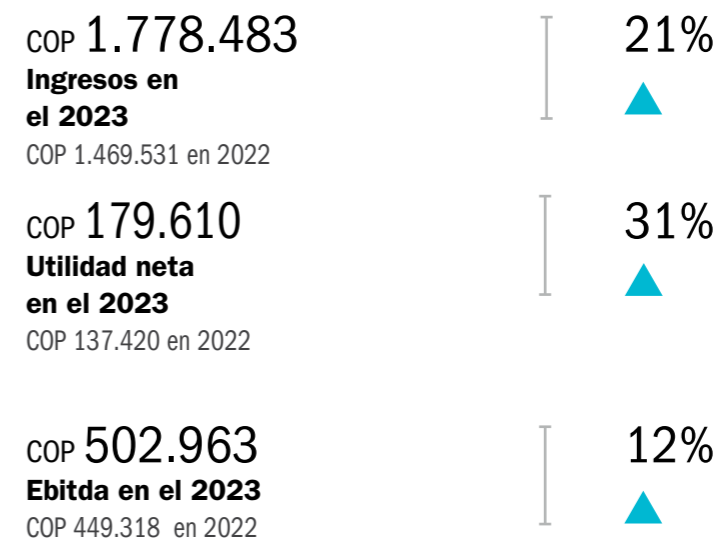 COP 1.778.483
21%
Ingresos en
el 2023
COP 1.469.531 en 2022
COP 179.610
31%
Utilidad neta
en el 2023
COP 137.420 en 2022
COP 502.963
12%
Ebitda en el 2023
COP 449.318 en 2022